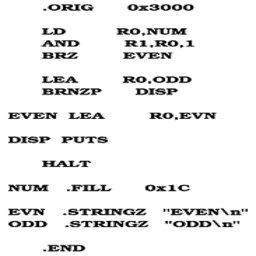 .ORIG 0x3000
LD R0,NUM
AND R1,R0,1
BRZ EVEN
LEA R0,ODD
BRNZP DISP
EVEN LEA R0,EVN
DISP PUTS
HALT
NUM .FILL 0x1C
EVN .STRINGZ "EVEN\n"
ODD .STRINGZ "ODD\n"
.END